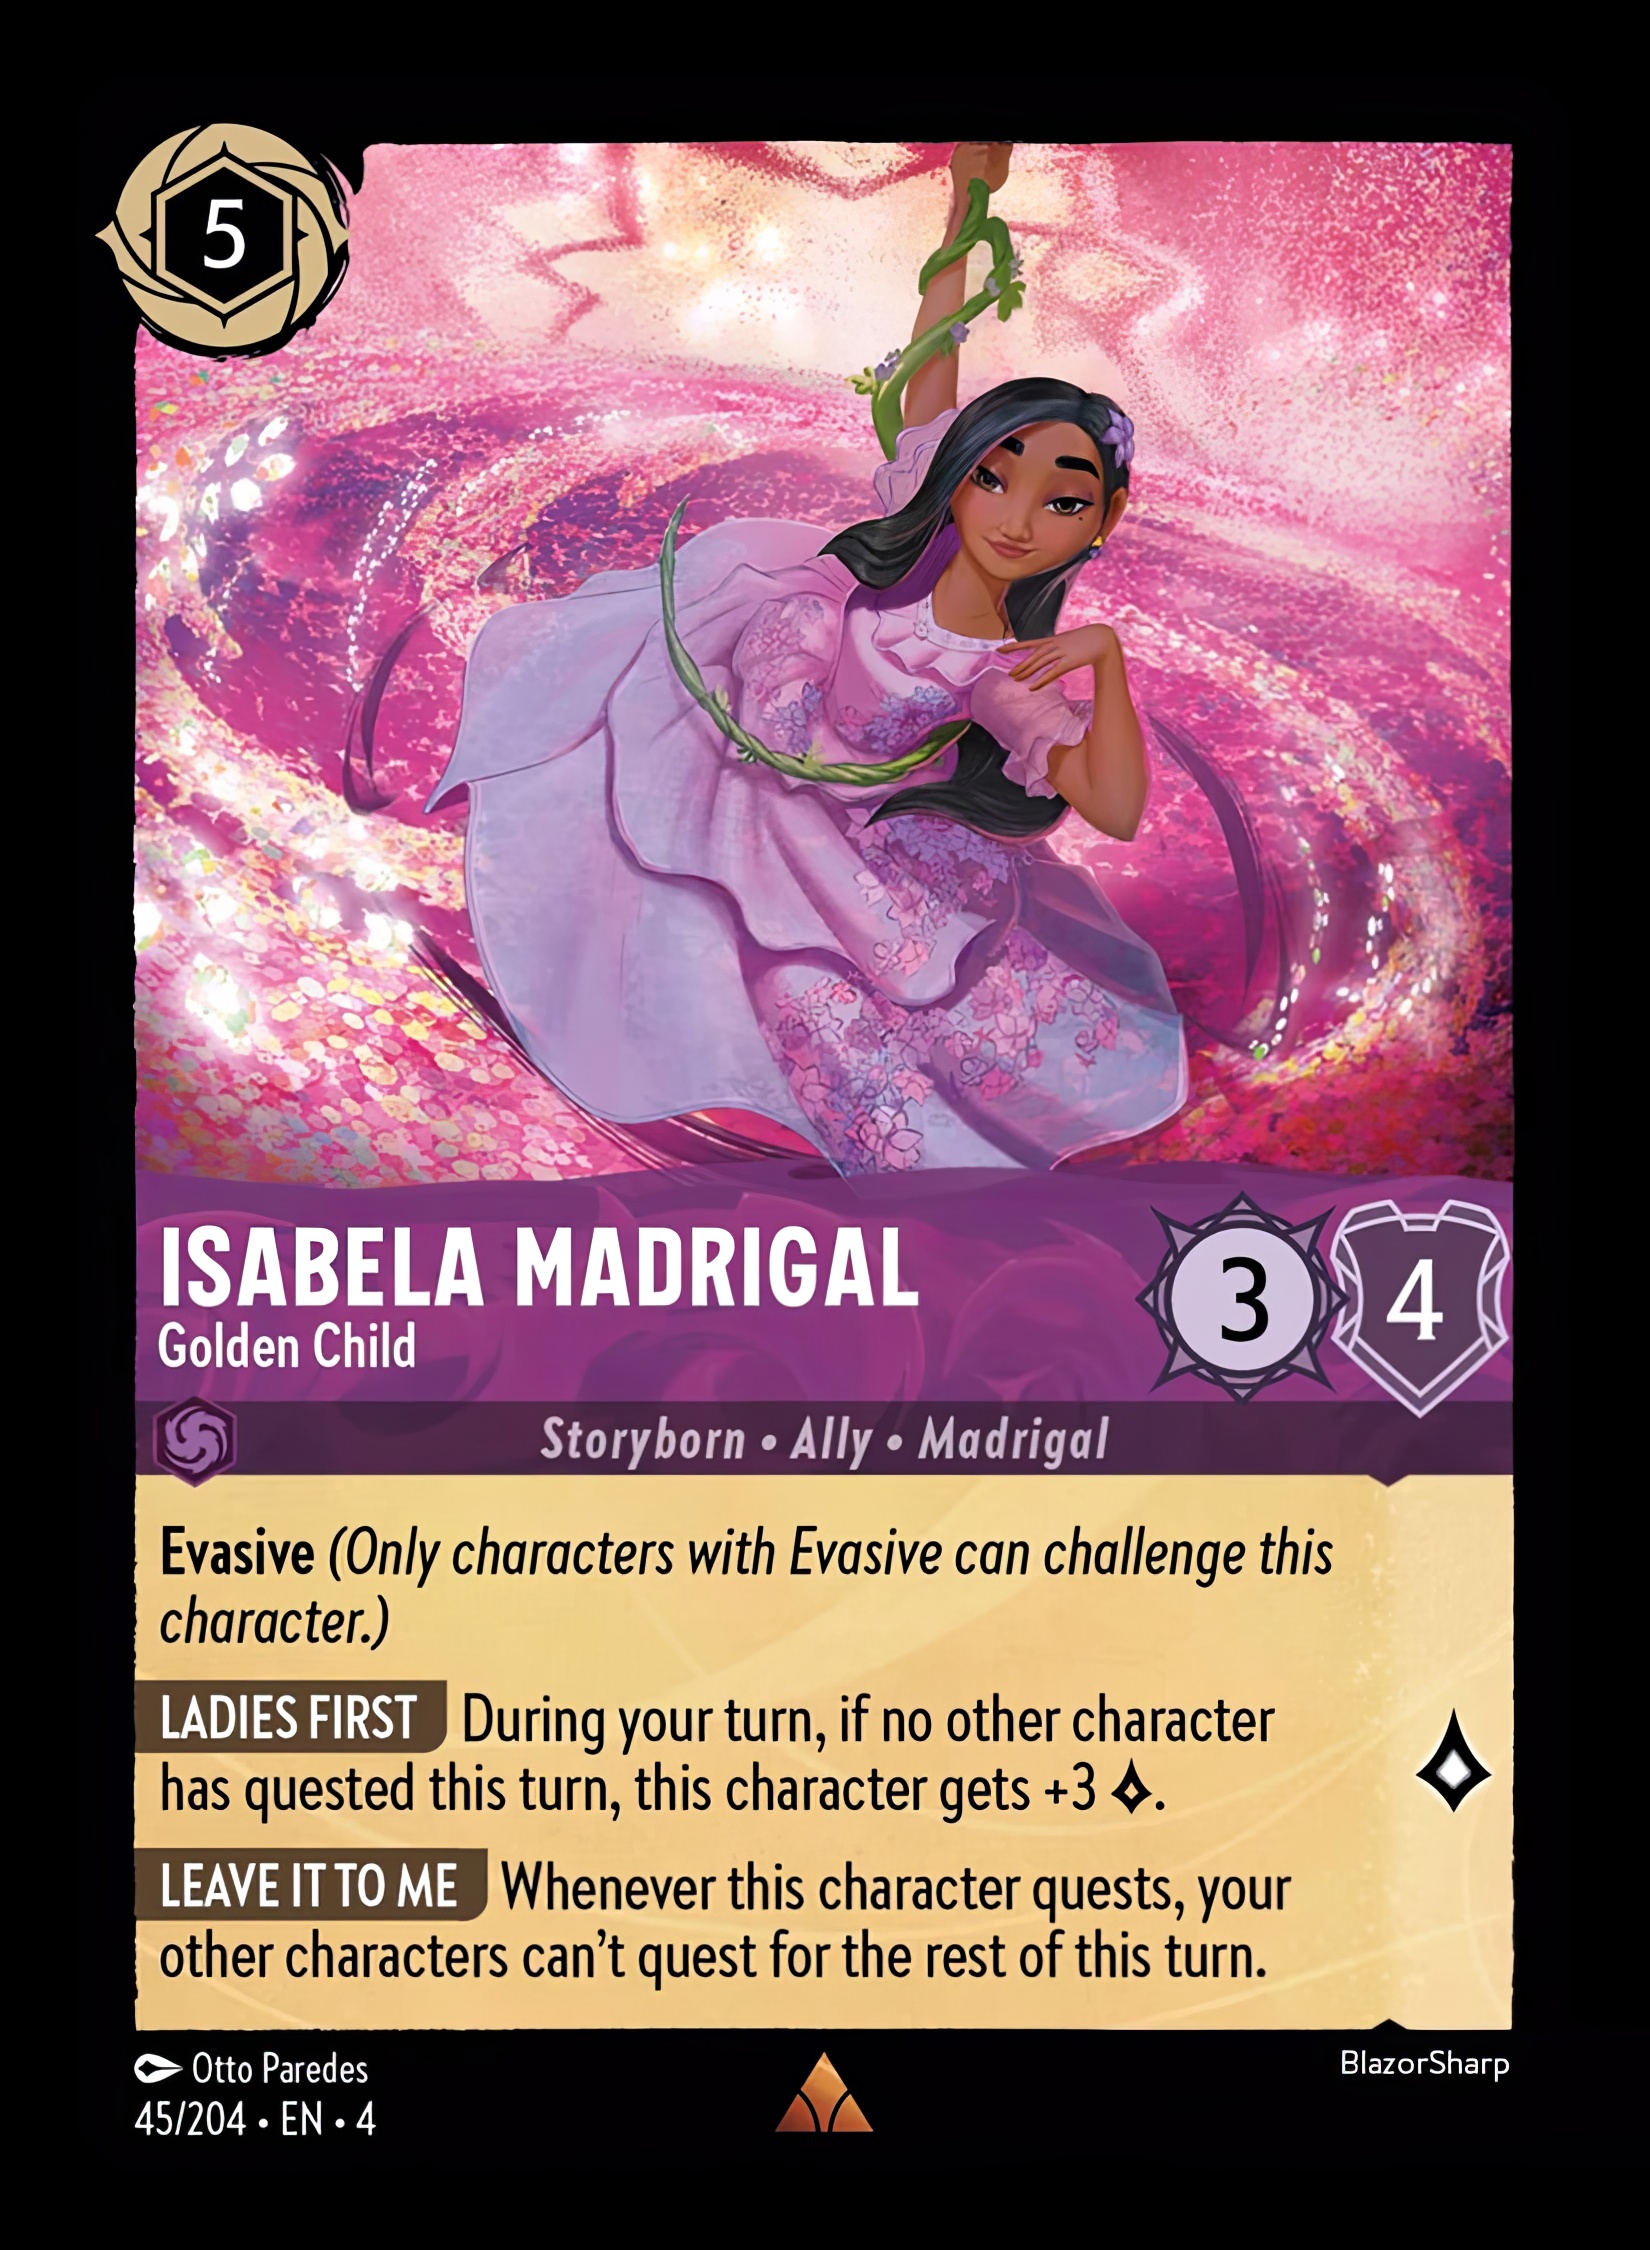 5
ISABELA MADRIGAL
Golden Child
3
4
Storyborn • Ally • Madrigal
Evasive (Only characters with Evasive can challenge this
character.)
LADIES FIRST During your turn, if no other character
has quested this turn, this character gets +3 .
LEAVE IT TO ME Whenever this character quests, your
other characters can’t quest for the rest of this turn.
Otto Paredes
BlazorSharp
45/204 • EN • 4